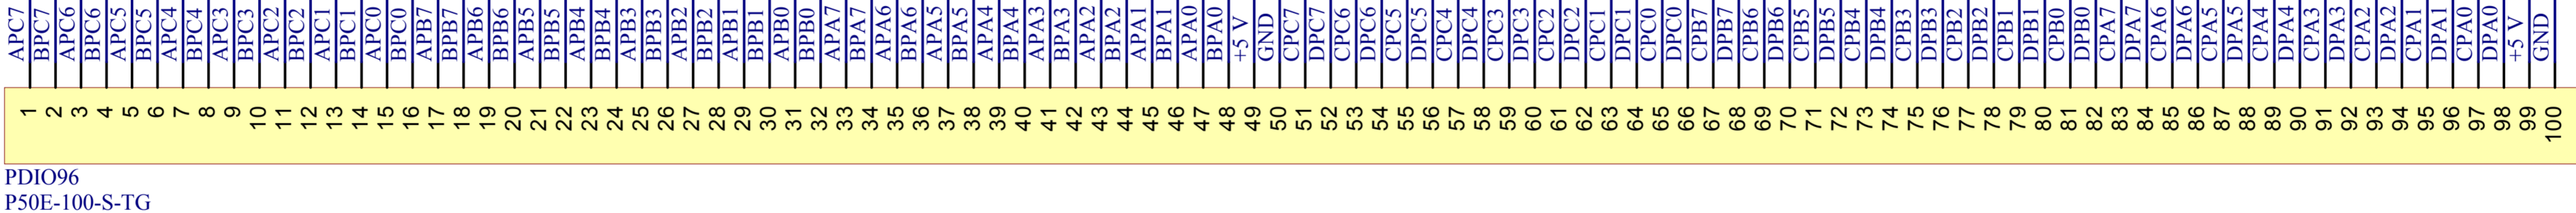 APC7 BPC7 APC6 BPC6 APC5 BPC5 APC4 BPC4 APC3 BPC3 APC2 BPC2 APC1 BPC1 APC0 BPC0 APB7 BPB7 APB6 BPB6 APB5 BPB5 APB4 BPB4 APB3 BPB3 APB2 BPB2 APB1 BPB1 APB0 BPB0 APA7 BPA7 APA6 BPA6 APA5 BPA5 APA4 BPA4 APA3 BPA3 APA2 BPA2 APA1 BPA1 APA0 BPA0 +5 V GND CPC7 DPC7 CPC6 DPC6 CPC5 DPC5 CPC4 DPC4 CPC3 DPC3 CPC2 DPC2 CPC1 DPC1 CPC0 DPC0 CPB7 DPB7 CPB6 DPB6 CPB5 DPB5 CPB4 DPB4 CPB3 DPB3 CPB2 DPB2 CPB1 DPB1 CPB0 DPB0 CPA7 DPA7 CPA6 DPA6 CPA5 DPA5 CPA4 DPA4 CPA3 DPA3 CPA2 DPA2 CPA1 DPA1 CPA0 DPA0 +5 V GND
1 2 3 4 5 6 7 8 9 10 11 12 13 14 15 16 17 18 19 20 21 22 23 24 25 26 27 28 29 30 31 32 33 34 35 36 37 38 39 40 41 42 43 44 45 46 47 48 49 50 51 52 53 54 55 56 57 58 59 60 61 62 63 64 65 66 67 68 69 70 71 72 73 74 75 76 77 78 79 80 81 82 83 84 85 86 87 88 89 90 91 92 93 94 95 96 97 98 99 100
PDIO96
P50E-100-S-TG